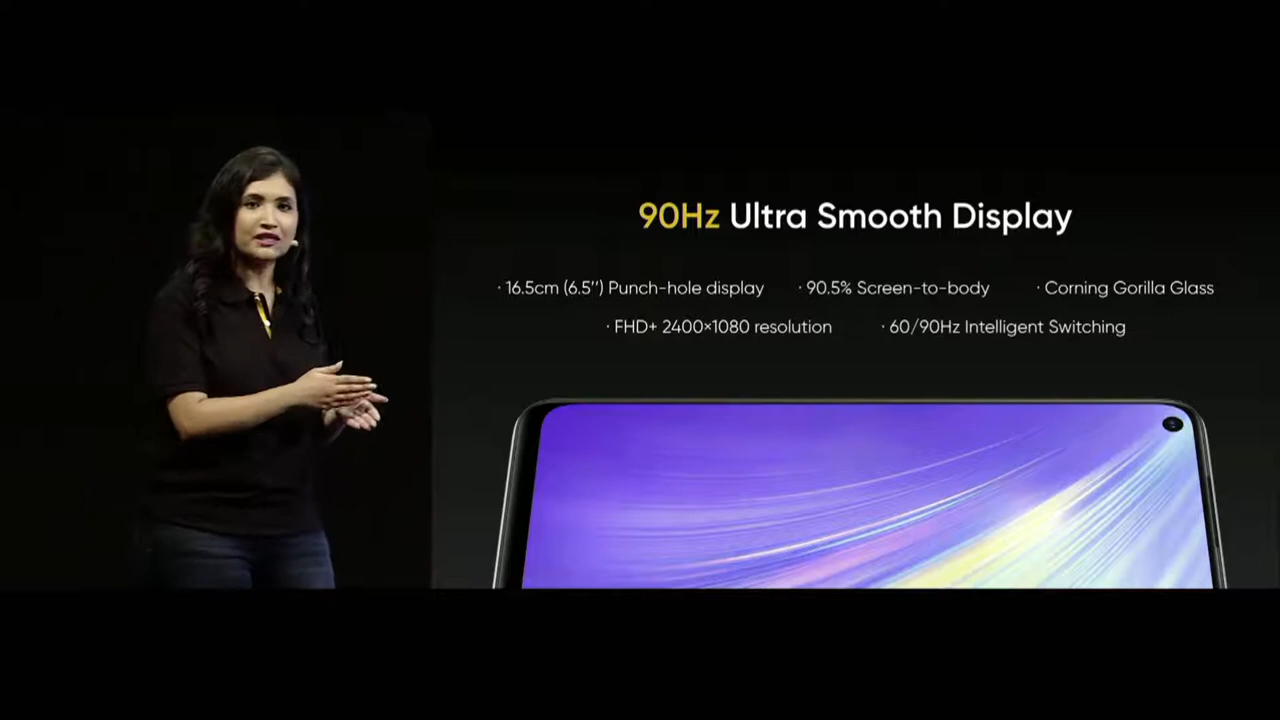 90Hz Ultra Smooth Display
· 16.5cm (6.5'') Punch-hole display · 90.5% Screen-to-body · Corning Gorilla Glass
· FHD+ 2400×1080 resolution · 60/90Hz Intelligent Switching